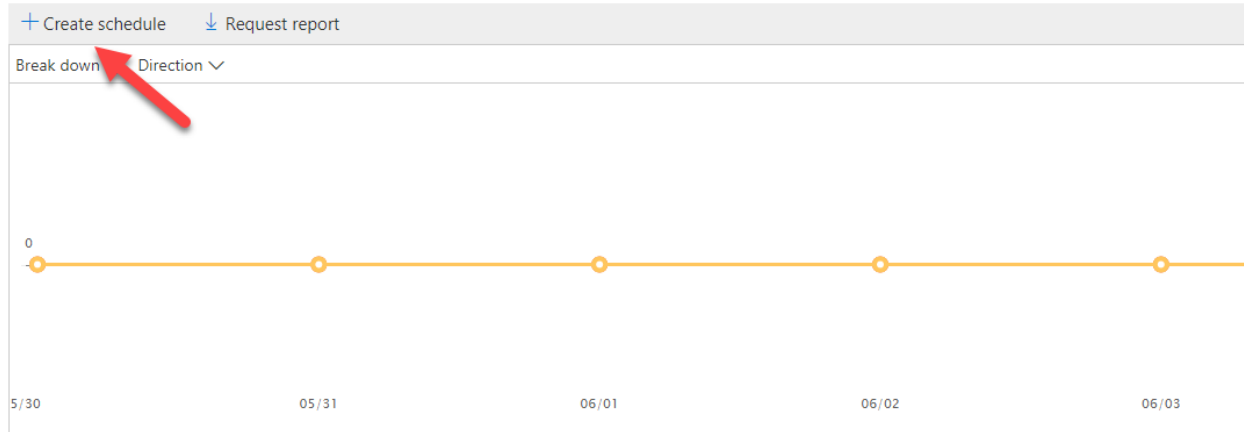 Create schedule Request report
Break down Direction
0
5/30 05/31 06/01 06/02 06/03